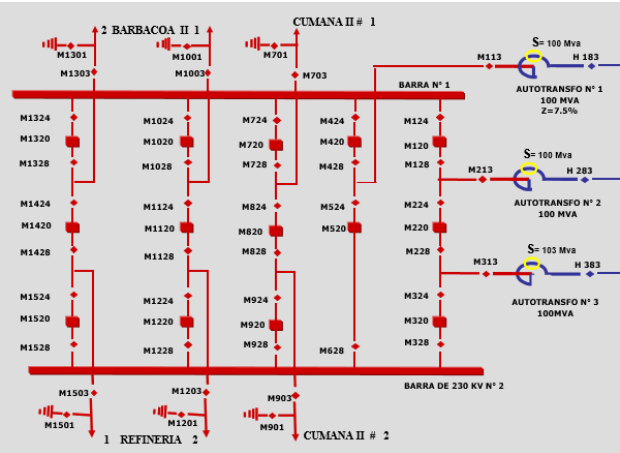 2 BARBACOA II 1
CUMANA II # 1
M1301
M1001
M701
M1303
M1003
M703
M113
S= 100 Mva
H 183
BARRA N° 1
AUTOTRANSFO N° 1
100 MVA
Z=7.5%
M1324
M1024
M724
M424
M124
M1320
M1020
M720
M420
M120
M1328
M1028
M728
M428
M128
M213
S= 100 Mva
H 283
AUTOTRANSFO N° 2
100 MVA
M1424
M1124
M824
M524
M224
M1420
M1120
M820
M520
M220
M1428
M1128
M828
M228
M313
S= 103 Mva
H 383
AUTOTRANSFO N° 3
100MVA
M1524
M1224
M924
M324
M1520
M1220
M920
M320
M1528
M1228
M928
M628
M328
BARRA DE 230 KV N° 2
M1503
M1203
M903
M1501
M1201
M901
1 REFINERIA 2
CUMANA II # 2